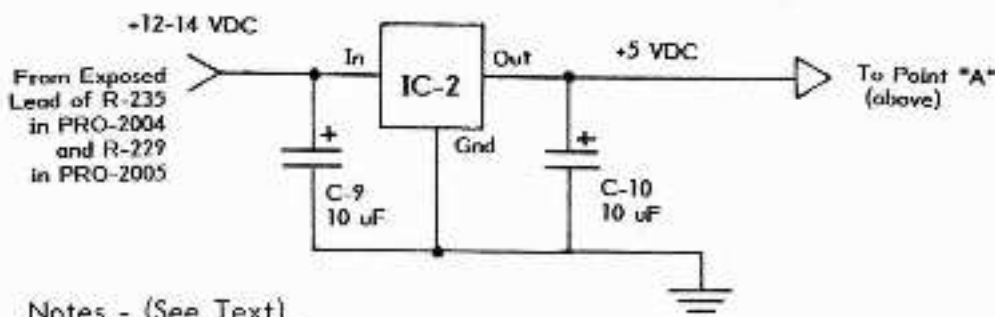 +12-14 VDC
From Exposed
Lead of R-235
in PRO-2004
and R-229
in PRO-2005
In
IC-2
Out
Gnd
+5 VDC
To Point "A"
(above)
+
C-9
10 uF
+
C-10
10 uF
Notes - (See Text)